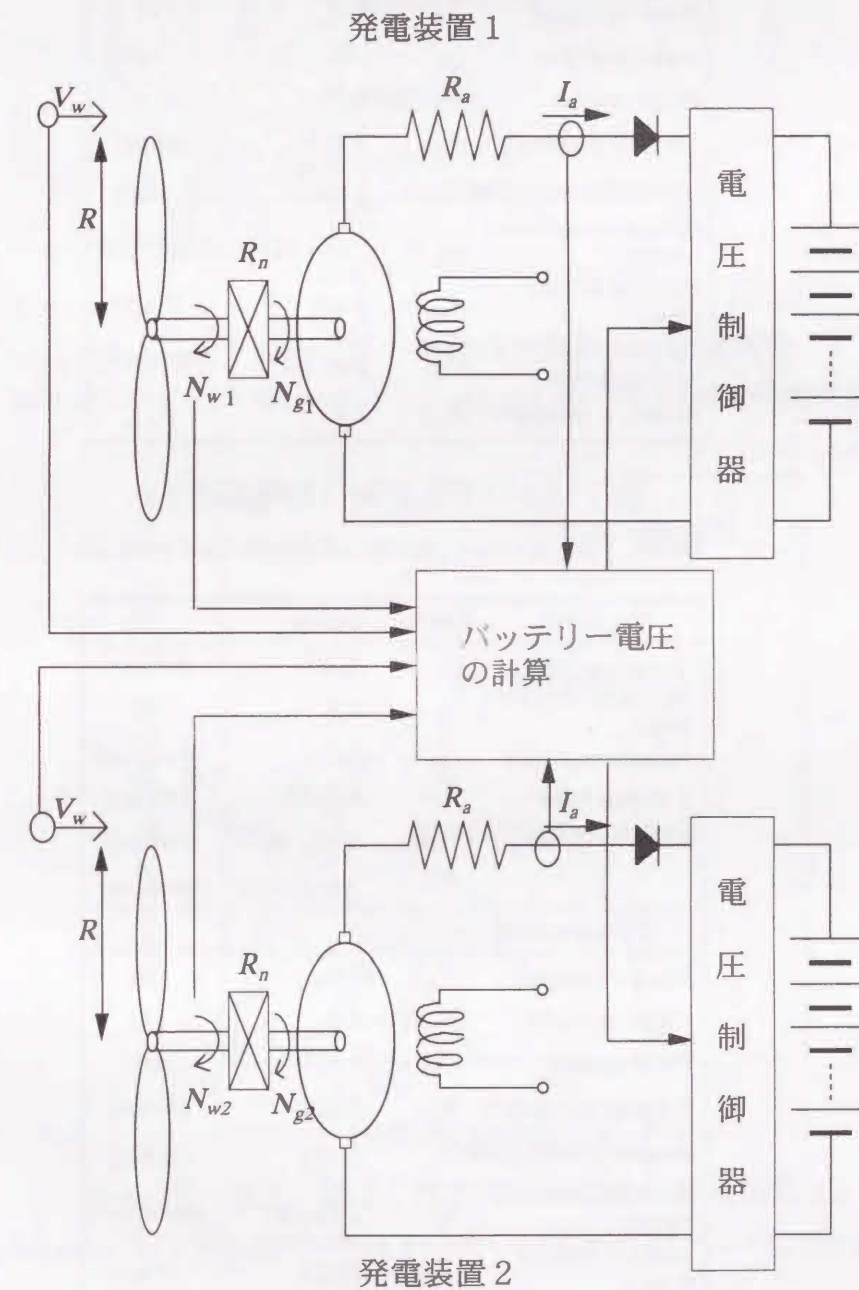 発電装置1
V_w
R_a
I_a
R
R_n
N_w1
N_g1
電圧制御器
バッテリー電圧
の計算
V_w
R_a
I_a
R
R_n
N_w2
N_g2
電圧制御器
発電装置2